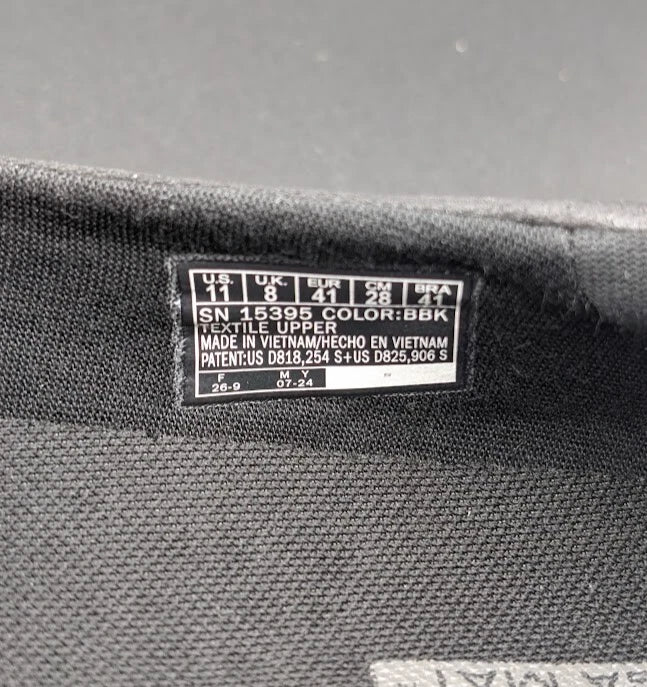 U.S. U.K. EUR CM BRA
11 8 41 28 41
SN 15395 COLOR:BBK
TEXTILE UPPER
MADE IN VIETNAM/HECHO EN VIETNAM
PATENT:US D818,254 S+US D825,906 S
F M Y
26-9 07-24